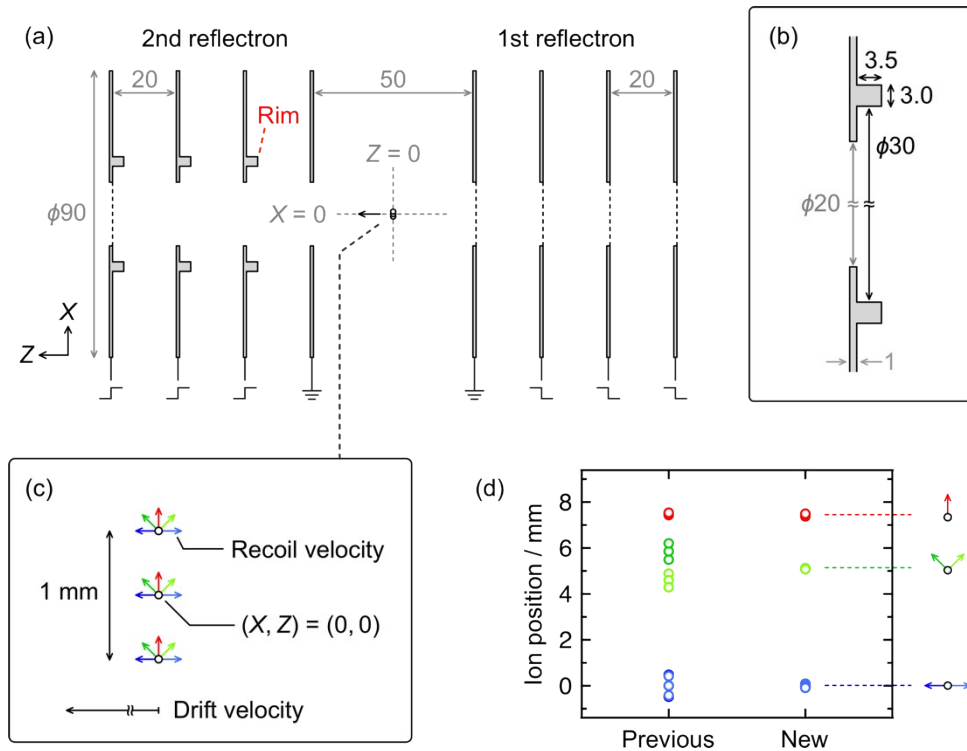 (a)
2nd reflectron
1st reflectron
20
50
20
Rim
Z = 0
ϕ90
X = 0
X
Z
(b)
3.5
3.0
ϕ30
ϕ20
1
(c)
Recoil velocity
1 mm
(X, Z) = (0, 0)
Drift velocity
(d)
Ion position / mm
8
6
4
2
0
Previous
New